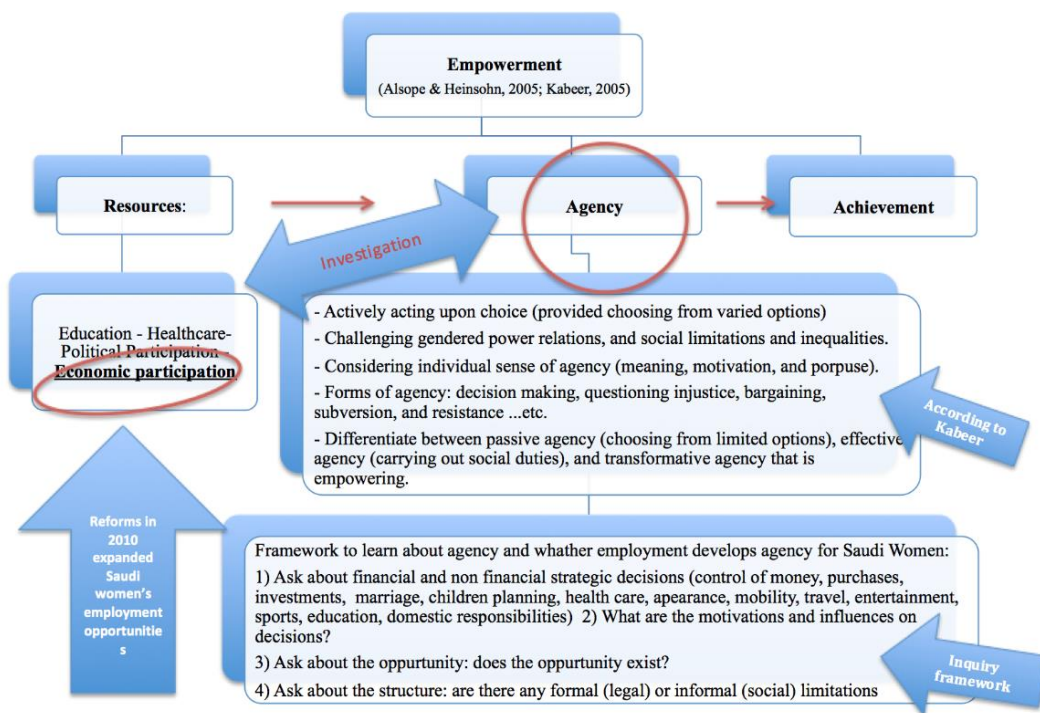 Empowerment
(Alsope & Heinsohn, 2005; Kabeer, 2005)
Resources:
Agency
Achievement
Investigation
Education - Healthcare-
Political Participation -
Economic participation
- Actively acting upon choice (provided choosing from varied options)
- Challenging gendered power relations, and social limitations and inequalities.
- Considering individual sense of agency (meaning, motivation, and porpuse).
- Forms of agency: decision making, questioning injustice, bargaining,
subversion, and resistance ...etc.
- Differentiate between passive agency (choosing from limited options), effective
agency (carrying out social duties), and transformative agency that is
empowering.
According to
Kabeer
Reforms in
2010
expanded
Saudi
women's
employment
opportunitie
s
Framework to learn about agency and whather employment develops agency for Saudi Women:
1) Ask about financial and non financial strategic decisions (control of money, purchases,
investments, marriage, children planning, health care, apearance, mobility, travel, entertainment,
sports, education, domestic responsibilities) 2) What are the motivations and influences on
decisions?
3) Ask about the oppurtunity: does the oppurtunity exist?
4) Ask about the structure: are there any formal (legal) or informal (social) limitations
Inquiry
framework